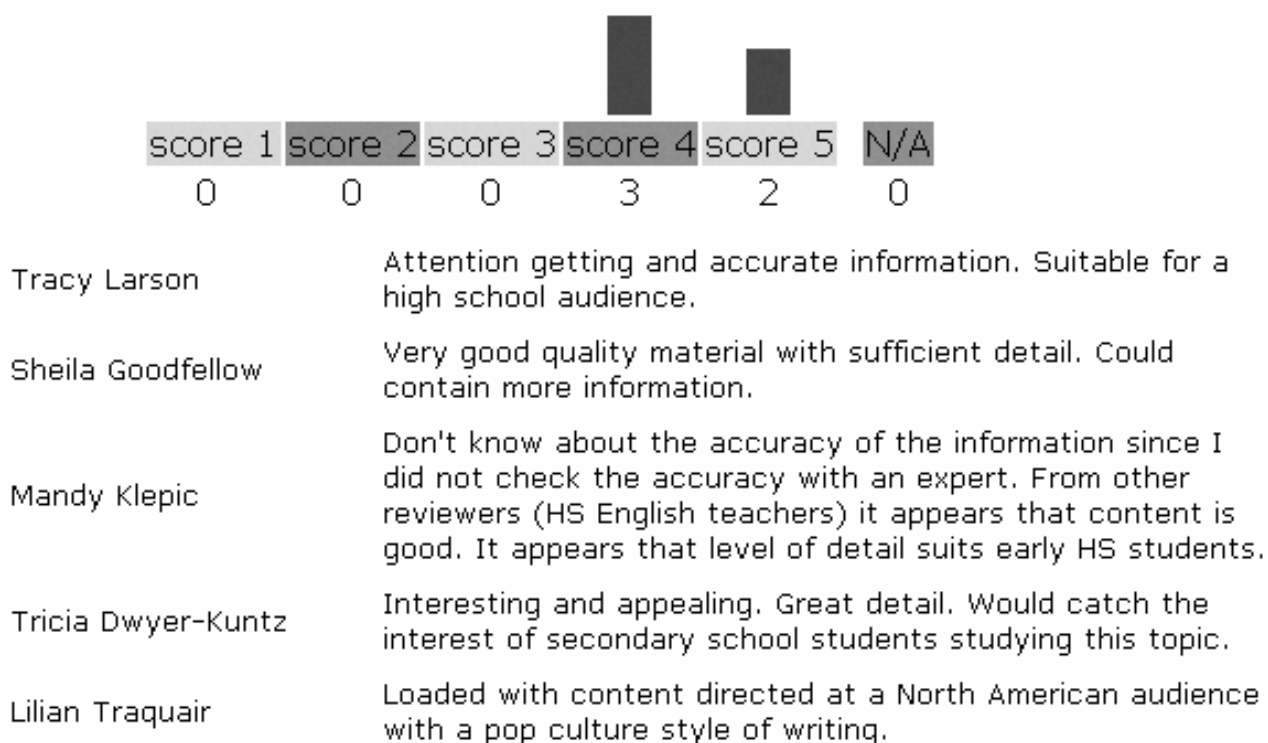 score 1 score 2 score 3 score 4 score 5 N/A
0 0 0 3 2 0
Tracy Larson
Attention getting and accurate information. Suitable for a
high school audience.
Sheila Goodfellow
Very good quality material with sufficient detail. Could
contain more information.
Mandy Klepic
Don't know about the accuracy of the information since I
did not check the accuracy with an expert. From other
reviewers (HS English teachers) it appears that content is
good. It appears that level of detail suits early HS students.
Tricia Dwyer-Kuntz
Interesting and appealing. Great detail. Would catch the
interest of secondary school students studying this topic.
Lilian Traquair
Loaded with content directed at a North American audience
with a pop culture style of writing.